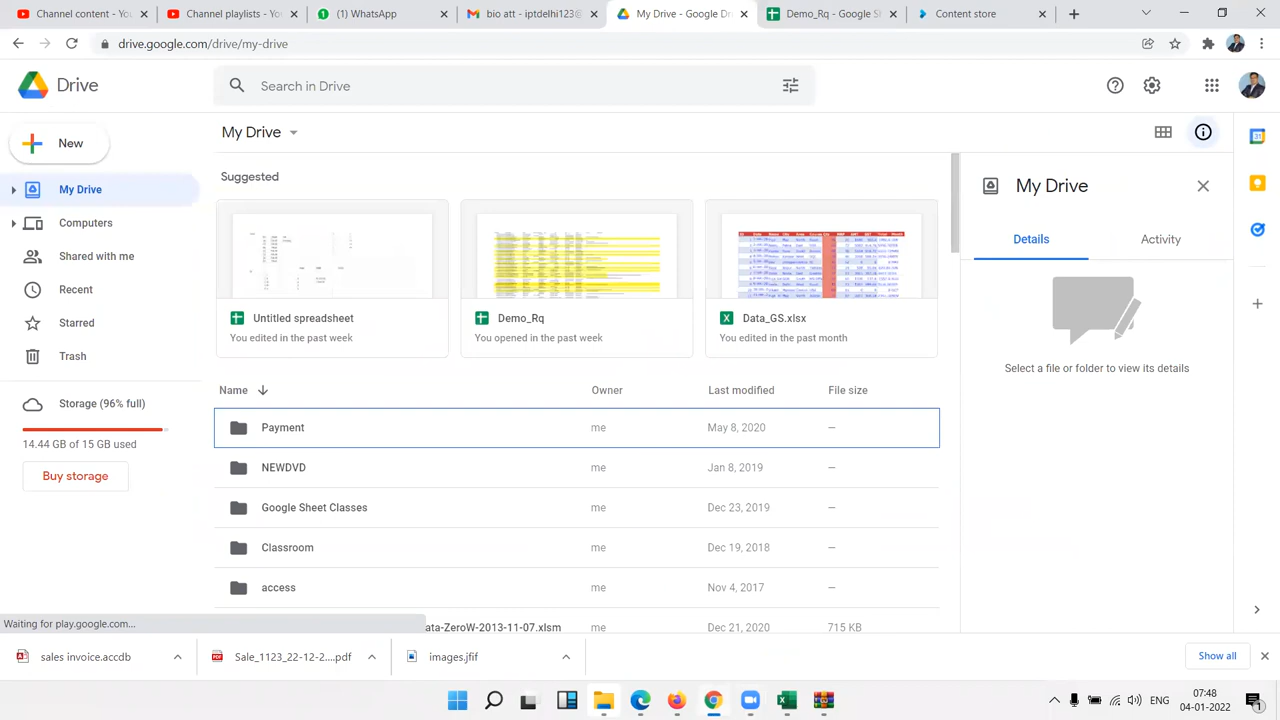 Channel content - YouTu
Channel playlists - YouTu
(1) WhatsApp
bio att - iptdelhi123@
My Drive - Google Dri
Demo_Rq - Google Sh
Content store
drive.google.com/drive/my-drive
Drive
Search in Drive
New
My Drive
Computers
Shared with me
Recent
Starred
Trash
Storage (96% full)
14.44 GB of 15 GB used
Buy storage
My Drive
Suggested
Untitled spreadsheet
You edited in the past week
Demo_Rq
You opened in the past week
Data_GS.xlsx
You edited in the past month
Name Owner Last modified File size
Payment me May 8, 2020 —
NEWDVD me Jan 8, 2019 —
Google Sheet Classes me Dec 23, 2019 —
Classroom me Dec 19, 2018 —
access me Nov 4, 2017 —
ata-ZeroW-2013-11-07.xlsm Dec 21, 2020 715 KB
My Drive
Details
Activity
Select a file or folder to view its details
Waiting for play.google.com...
sales invoice.accdb
Sale_1123_22-12-2....pdf
images.jfif
Show all
ENG
07:48
04-01-2022
1